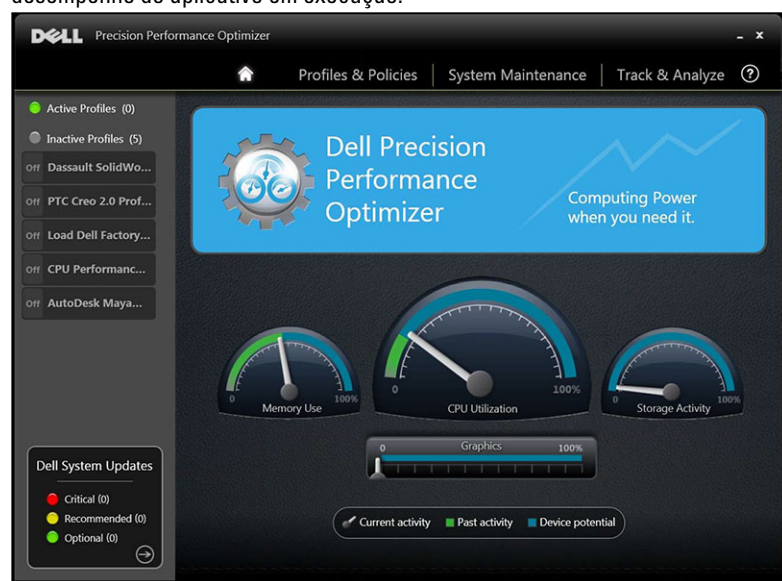 desempenho do aplicativo em execução.
DELL Precision Performance Optimizer
Profiles & Policies System Maintenance Track & Analyze ?
Active Profiles (0)
Inactive Profiles (5)
Off Dassault SolidWo...
Off PTC Creo 2.0 Prof...
Off Load Dell Factory...
Off CPU Performanc...
Off AutoDesk Maya...
Dell Precision
Performance
Optimizer
Computing Power
when you need it.
0 100%
Memory Use
0 100%
CPU Utilization
0 100%
Storage Activity
0 Graphics 100%
Current activity Past activity Device potential
Dell System Updates
Critical (0)
Recommended (0)
Optional (0)